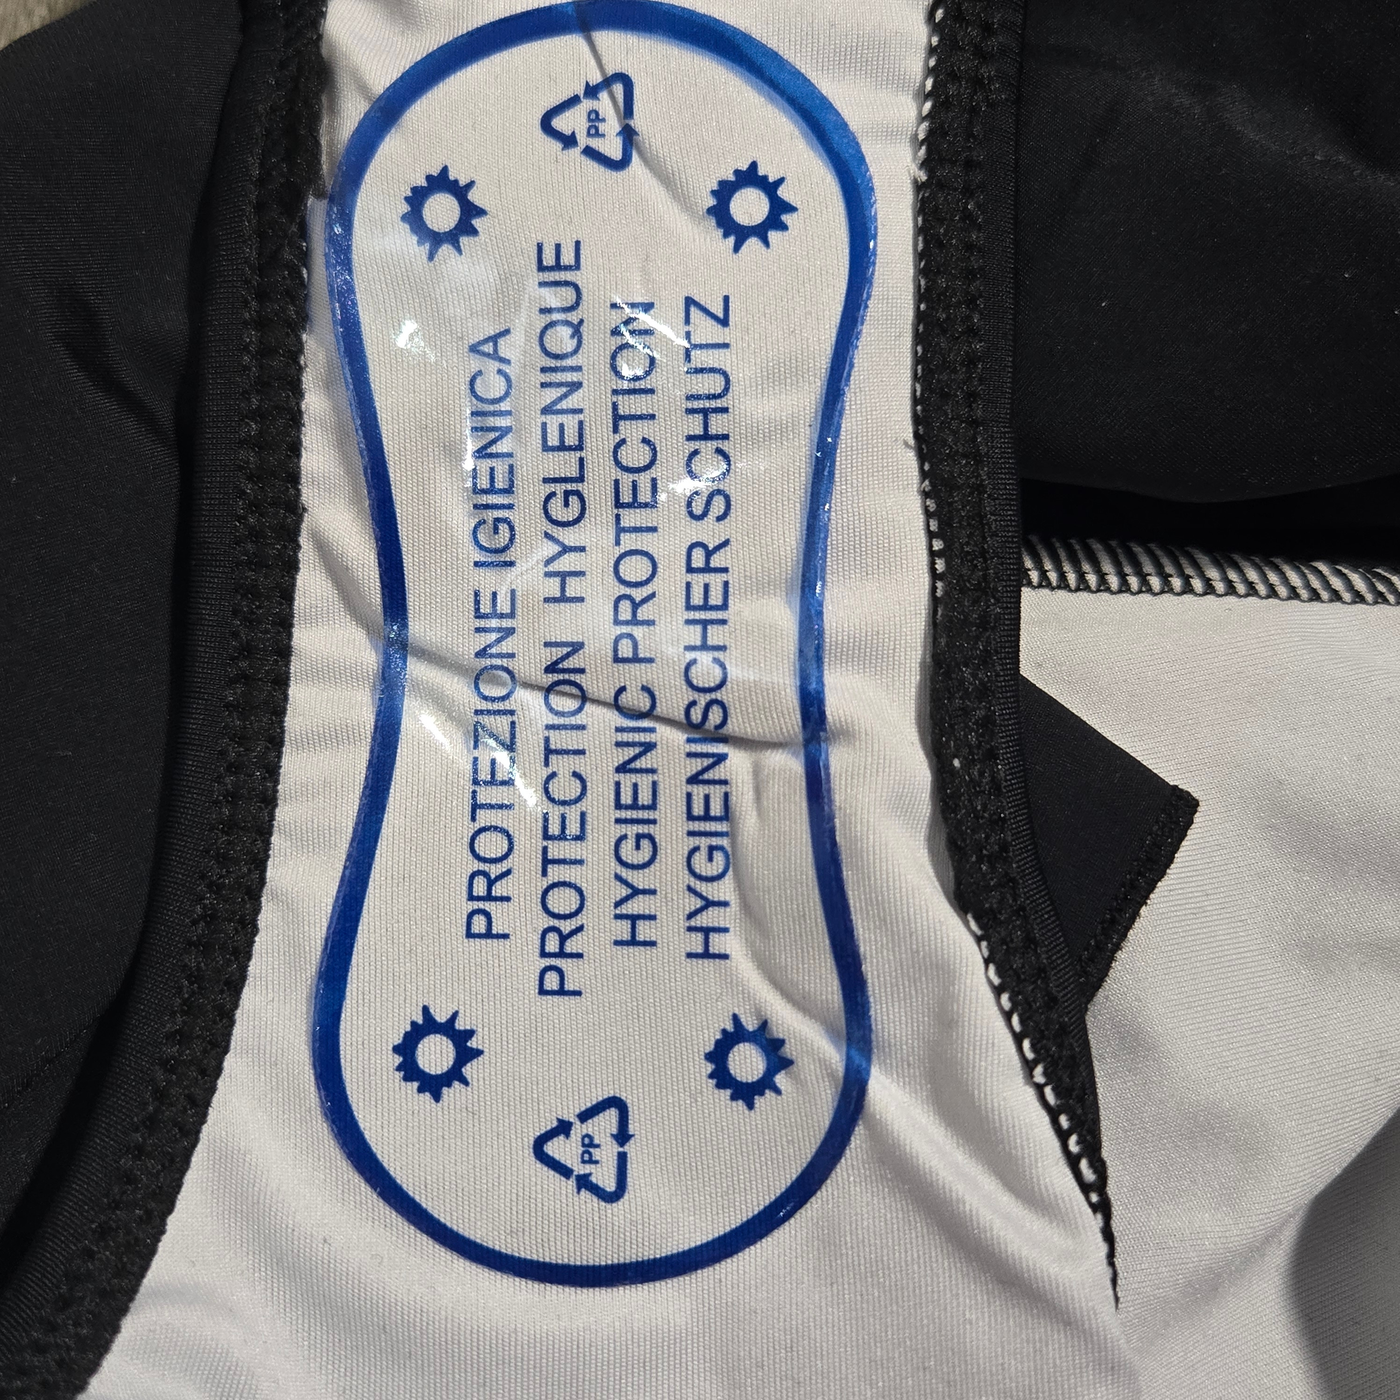 PP
PROTEZIONE IGIENICA
PROTECTION HYGLENIQUE
HYGIENIC PROTECTION
HYGIENISCHER SCHUTZ
PP